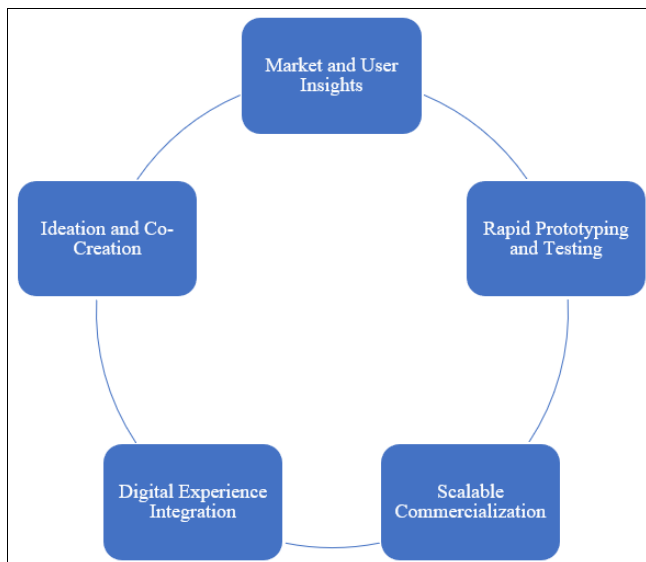 Market and User
Insights
Ideation and Co-
Creation
Rapid Prototyping
and Testing
Digital Experience
Integration
Scalable
Commercialization